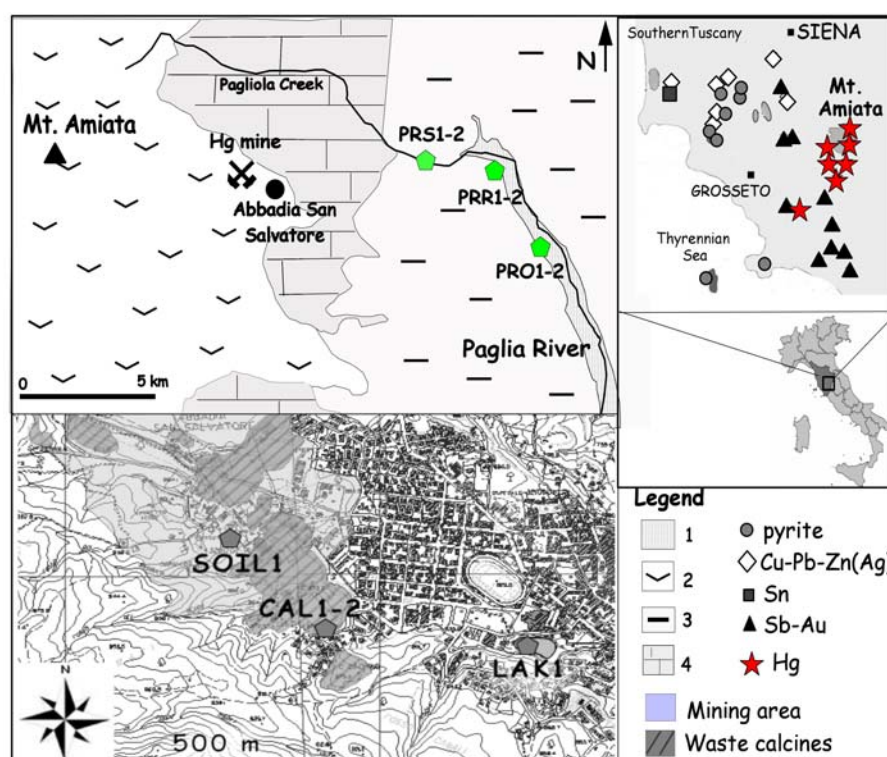 N
Pagliola Creek
Mt. Amiata
Hg mine
PRS1-2
PRR1-2
Abbadia San
Salvatore
PRO1-2
Paglia River
0
5 km
Southern Tuscany
SIENA
Mt.
Amiata
GROSSETO
Thyrennian
Sea
SOIL1
CAL1-2
LAK1
N
500 m
Legend
1
2
3
4
pyrite
Cu-Pb-Zn(Ag)
Sn
Sb-Au
Hg
Mining area
Waste calcines